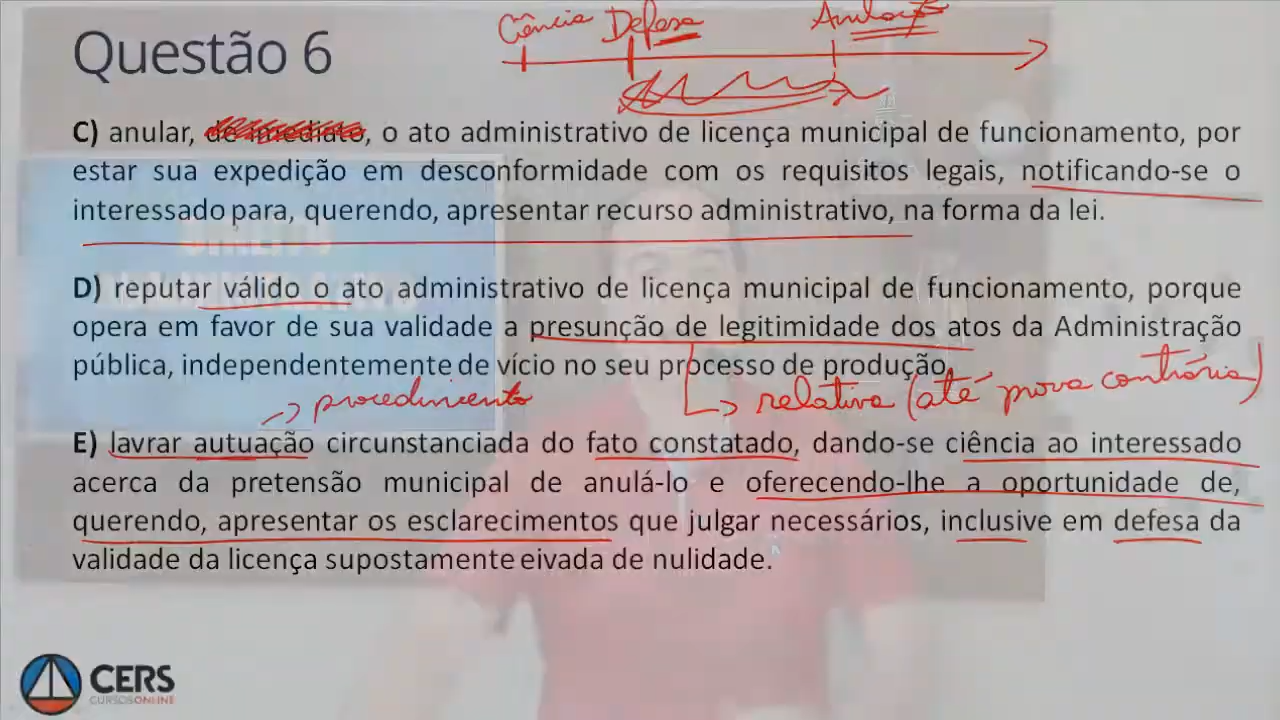 Ciência Defesa Anulação
Questão 6
C) anular, de imediato, o ato administrativo de licença municipal de funcionamento, por
estar sua expedição em desconformidade com os requisitos legais, notificando-se o
interessado para, querendo, apresentar recurso administrativo, na forma da lei.
D) reputar válido o ato administrativo de licença municipal de funcionamento, porque
opera em favor de sua validade a presunção de legitimidade dos atos da Administração
pública, independentemente de vício no seu processo de produção.
relativa (até prova contrária)
procedimento
E) lavrar autuação circunstanciada do fato constatado, dando-se ciência ao interessado
acerca da pretensão municipal de anulá-lo e oferecendo-lhe a oportunidade de,
querendo, apresentar os esclarecimentos que julgar necessários, inclusive em defesa da
validade da licença supostamente eivada de nulidade.
CERS
CURSOS ONLINE